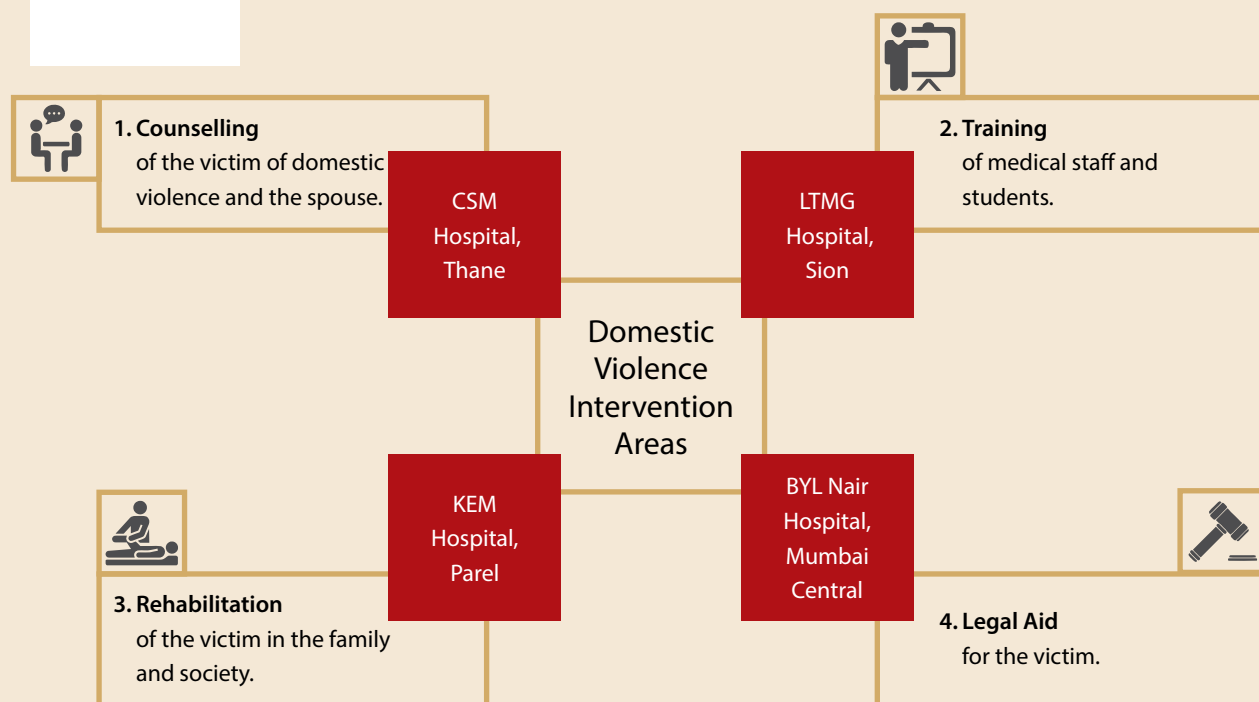 1. Counselling
of the victim of domestic
violence and the spouse.
CSM
Hospital,
Thane
LTMG
Hospital,
Sion
2. Training
of medical staff and
students.
Domestic
Violence
Intervention
Areas
3. Rehabilitation
of the victim in the family
and society.
KEM
Hospital,
Parel
BYL Nair
Hospital,
Mumbai
Central
4. Legal Aid
for the victim.